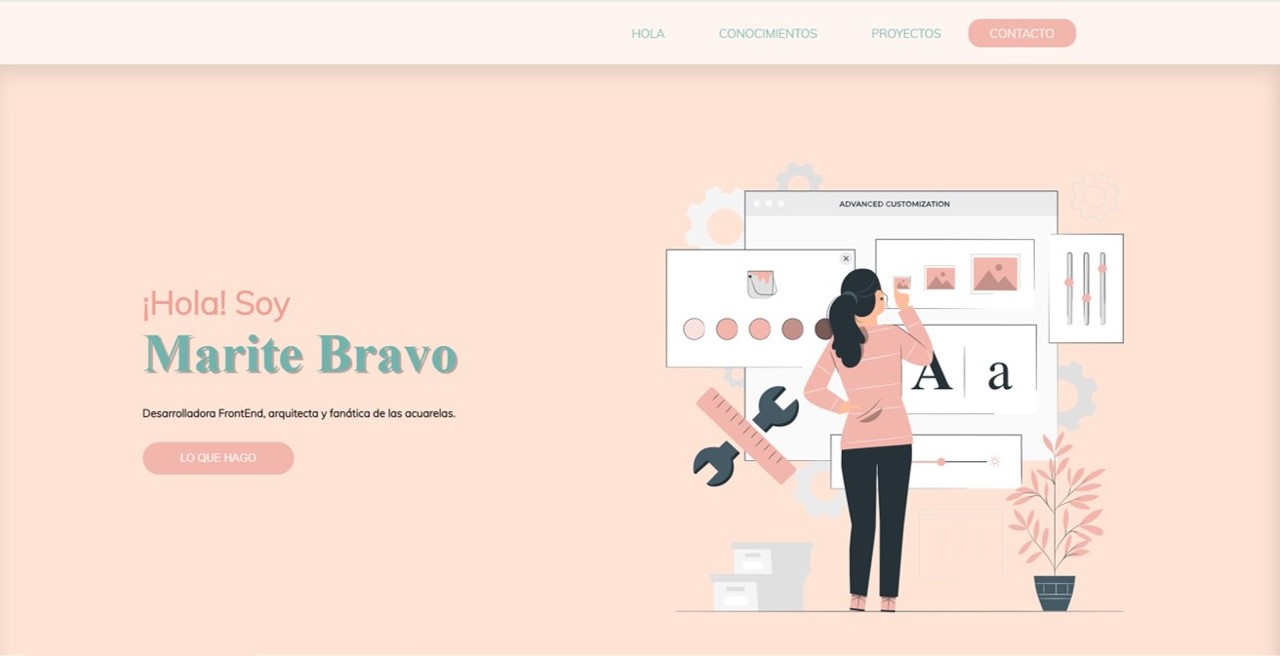 HOLA
CONOCIMIENTOS
PROYECTOS
CONTACTO
¡Hola! Soy
Marite Bravo
Desarrolladora FrontEnd, arquitecta y fanática de las acuarelas.
LO QUE HAGO
ADVANCED CUSTOMIZATION
A a